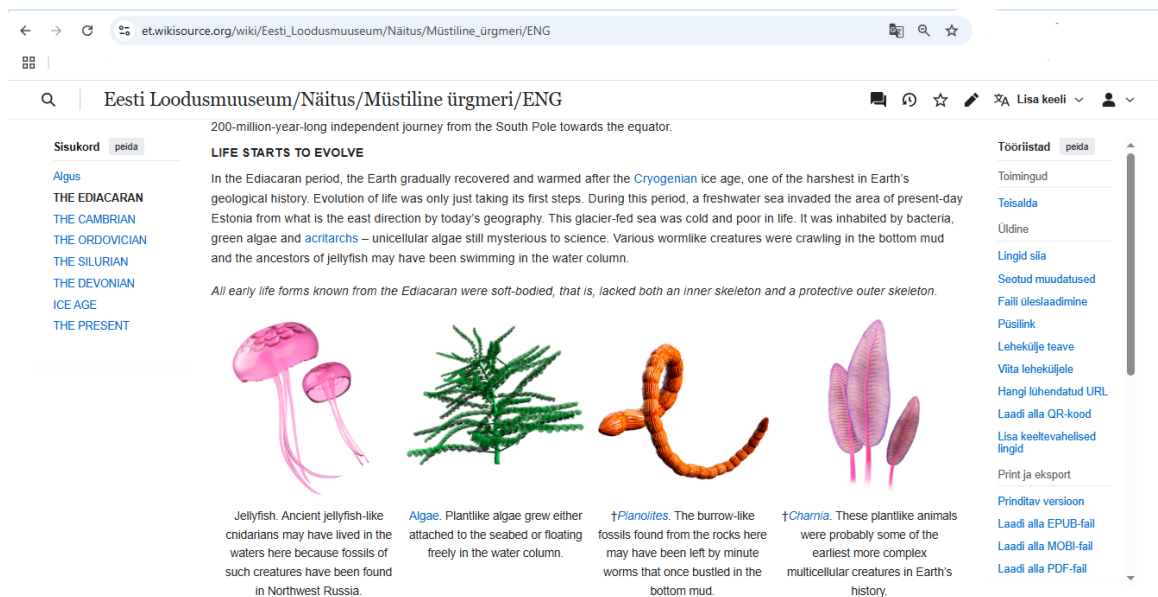 et.wikisource.org/wiki/Eesti_Loodusmuuseum/Näitus/Müstiline_ürgmeri/ENG
Eesti Loodusmuuseum/Näitus/Müstiline ürgmeri/ENG
Lisa keeli
Sisukord peida
Algus
THE EDIACARAN
THE CAMBRIAN
THE ORDOVICIAN
THE SILURIAN
THE DEVONIAN
ICE AGE
THE PRESENT
200-million-year-long independent journey from the South Pole towards the equator.
LIFE STARTS TO EVOLVE
In the Ediacaran period, the Earth gradually recovered and warmed after the Cryogenian ice age, one of the harshest in Earth's
geological history. Evolution of life was only just taking its first steps. During this period, a freshwater sea invaded the area of present-day
Estonia from what is the east direction by today's geography. This glacier-fed sea was cold and poor in life. It was inhabited by bacteria,
green algae and acritarchs – unicellular algae still mysterious to science. Various wormlike creatures were crawling in the bottom mud
and the ancestors of jellyfish may have been swimming in the water column.
All early life forms known from the Ediacaran were soft-bodied, that is, lacked both an inner skeleton and a protective outer skeleton.
Jellyfish. Ancient jellyfish-like
cnidarians may have lived in the
waters here because fossils of
such creatures have been found
in Northwest Russia.
Algae. Plantlike algae grew either
attached to the seabed or floating
freely in the water column.
†Planolites. The burrow-like
fossils found from the rocks here
may have been left by minute
worms that once bustled in the
bottom mud.
†Charnia. These plantlike animals
were probably some of the
earliest more complex
multicellular creatures in Earth's
history.
Tööriistad peida
Toimingud
Teisalda
Üldine
Lingid siia
Seotud muudatused
Faili üleslaadimine
Püsilink
Lehekülje teave
Viita leheküljele
Hangi lühendatud URL
Laadi alla QR-kood
Lisa keeltevahelised
lingid
Print ja eksport
Prinditav versioon
Laadi alla EPUB-fail
Laadi alla MOBI-fail
Laadi alla PDF-fail